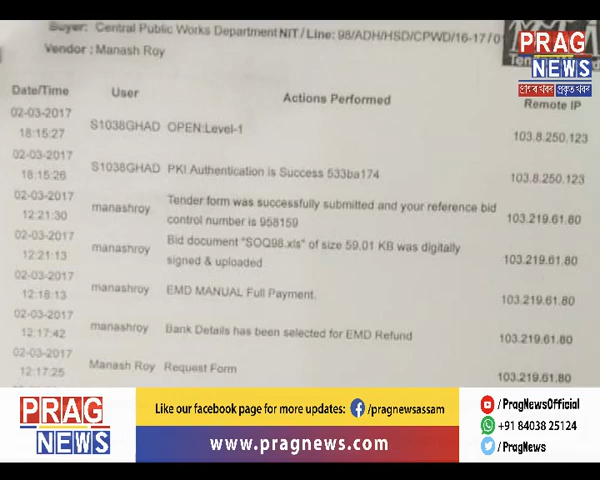 Buyer: Central Public Works Department NIT / Line: 98/ADH/HSD/CPWD/16-17/0
Vendor : Manash Roy
PRAG
NEWS
প্ৰাণৰ খবৰ প্ৰকৃত খবৰ
Date/Time User Actions Performed Remote IP
02-03-2017
18:15:27 S1038GHAD OPEN:Level-1 103.8.250.123
02-03-2017
18:15:26 S1038GHAD PKI Authentication is Success 533ba174 103.8.250.123
02-03-2017 Tender form was successfully submitted and your reference bid
12:21:30 manashroy control number is 958159 103.219.61.80
02-03-2017 Bid document "SOQ98.xls" of size 59.01 KB was digitally
12:21:13 manashroy signed & uploaded 103.219.61.80
02-03-2017
12:18:13 manashroy EMD MANUAL Full Payment. 103.219.61.80
02-03-2017
12:17:42 manashroy Bank Details has been selected for EMD Refund 103.219.61.80
02-03-2017
12:17:25 Manash Roy Request Form 103.219.61.80
PRAG
NEWS
Like our facebook page for more updates: f/pragnewsassam
www.pragnews.com
/ PragNewsOfficial
+91 84038 25124
/ PragNews